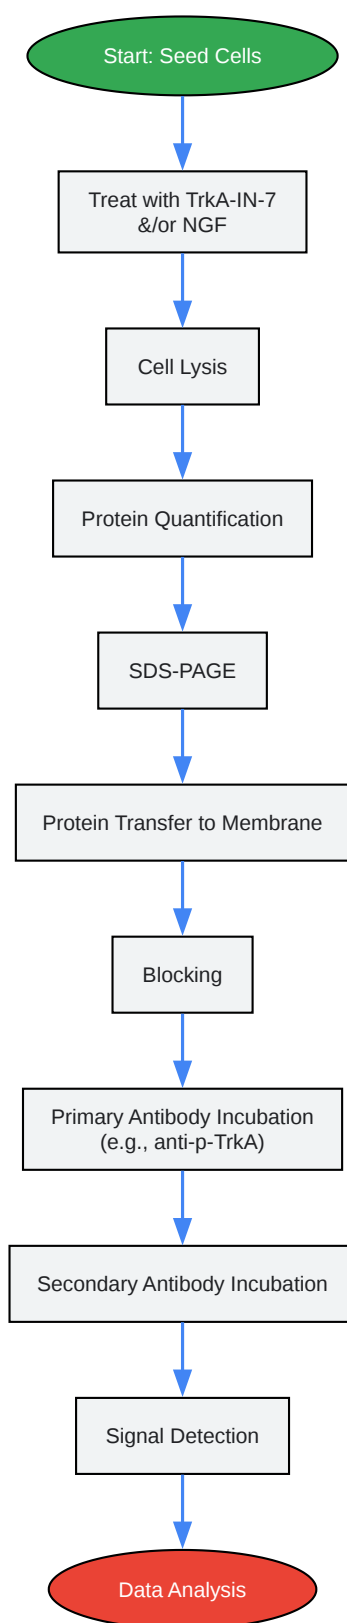 Start: Seed Cells
Treat with TrkA-IN-7
&/or NGF
Cell Lysis
Protein Quantification
SDS-PAGE
Protein Transfer to Membrane
Blocking
Primary Antibody Incubation
(e.g., anti-p-TrkA)
Secondary Antibody Incubation
Signal Detection
Data Analysis